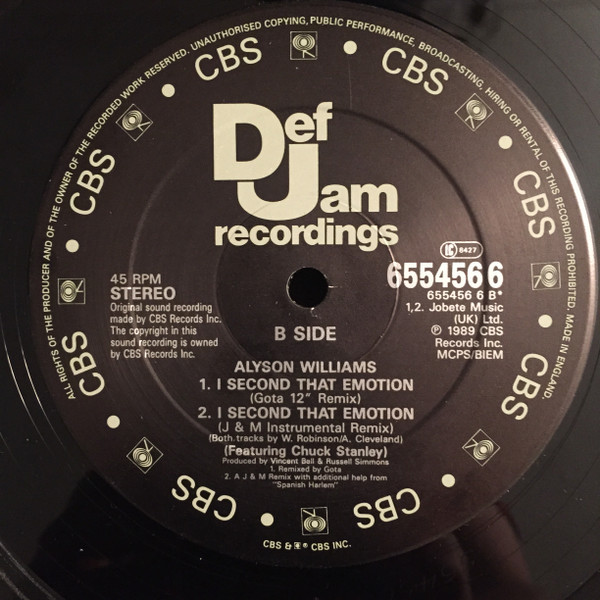 ALL RIGHTS OF THE PRODUCER AND OF THE OWNER OF THE RECORDED WORK RESERVED. UNAUTHORISED COPYING, PUBLIC PERFORMANCE, BROADCASTING, HIRING OR RENTAL OF THIS RECORDING PROHIBITED. MADE IN ENGLAND.
CBS
CBS
CBS
CBS
CBS
CBS
CBS
CBS
Def
Jam
recordings
LC 8427
6554566
655456 6 B*
1,2. Jobete Music
(UK) Ltd.
℗ 1989 CBS
Records Inc.
MCPS/BIEM
45 RPM
STEREO
Original sound recording
made by CBS Records Inc.
The copyright in this
sound recording is owned
by CBS Records Inc.
B SIDE
ALYSON WILLIAMS
1. I SECOND THAT EMOTION
(Gota 12" Remix)
2. I SECOND THAT EMOTION
(J & M Instrumental Remix)
(Both tracks by W. Robinson/A. Cleveland)
(Featuring Chuck Stanley)
Produced by Vincent Bell & Russell Simmons
1. Remixed by Gota
2. A J & M Remix with additional help from
"Spanish Harlem"
CBS & ® CBS INC.